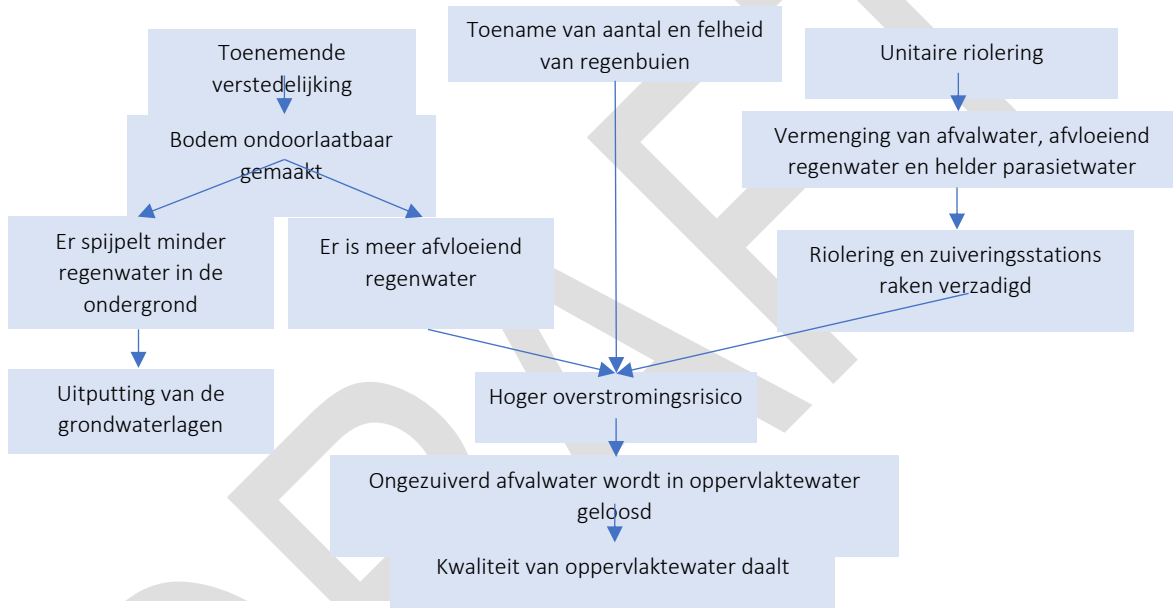 Toenemende
verstedelijking
Toename van aantal en felheid
van regenbuien
Unitaire riolering
Bodem ondoorlaatbaar
gemaakt
Vermenging van afvalwater, afvloeiend
regenwater en helder parasietwater
Er spijpelt minder
regenwater in de
ondergrond
Er is meer afvloeiend
regenwater
Riolering en zuiveringsstations
raken verzadigd
Uitputting van de
grondwaterlagen
Hoger overstromingsrisico
Ongezuiverd afvalwater wordt in oppervlaktewater
geloosd
Kwaliteit van oppervlaktewater daalt